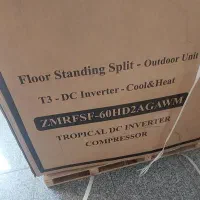 Floor Standing Split - Outdoor Unit
T3 - DC Inverter - Cool&Heat
ZMRFSF-60HD2AGAWM
TROPICAL DC INVERTER
COMPRESSOR